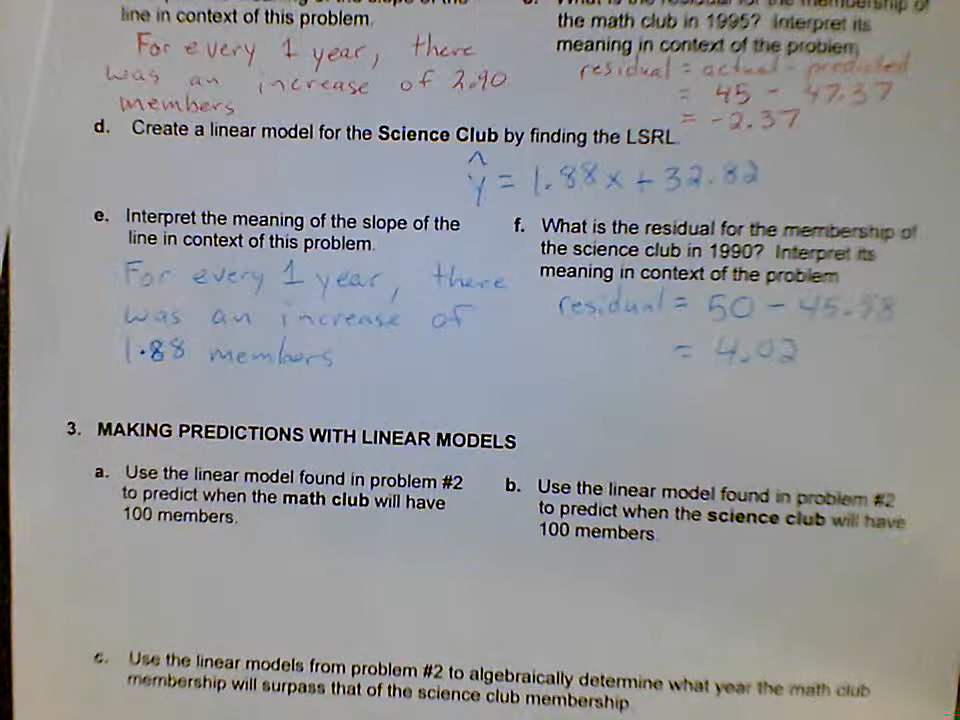 line in context of this problem.
For every 1 year, there
was an increase of 2.90
members
membership of
the math club in 1995? Interpret its
meaning in context of the problem
residual = actual - predicted
= 45 - 47.37
= -2.37
d. Create a linear model for the Science Club by finding the LSRL.
ŷ = 1.88x + 32.82
e. Interpret the meaning of the slope of the
line in context of this problem.
For every 1 year, there
was an increase of
1.88 members
f. What is the residual for the membership of
the science club in 1990? Interpret its
meaning in context of the problem
residual = 50 - 45.98
= 4.02
3. MAKING PREDICTIONS WITH LINEAR MODELS
a. Use the linear model found in problem #2
to predict when the math club will have
100 members.
b. Use the linear model found in problem #2
to predict when the science club will have
100 members.
c. Use the linear models from problem #2 to algebraically determine what year the math club
membership will surpass that of the science club membership.